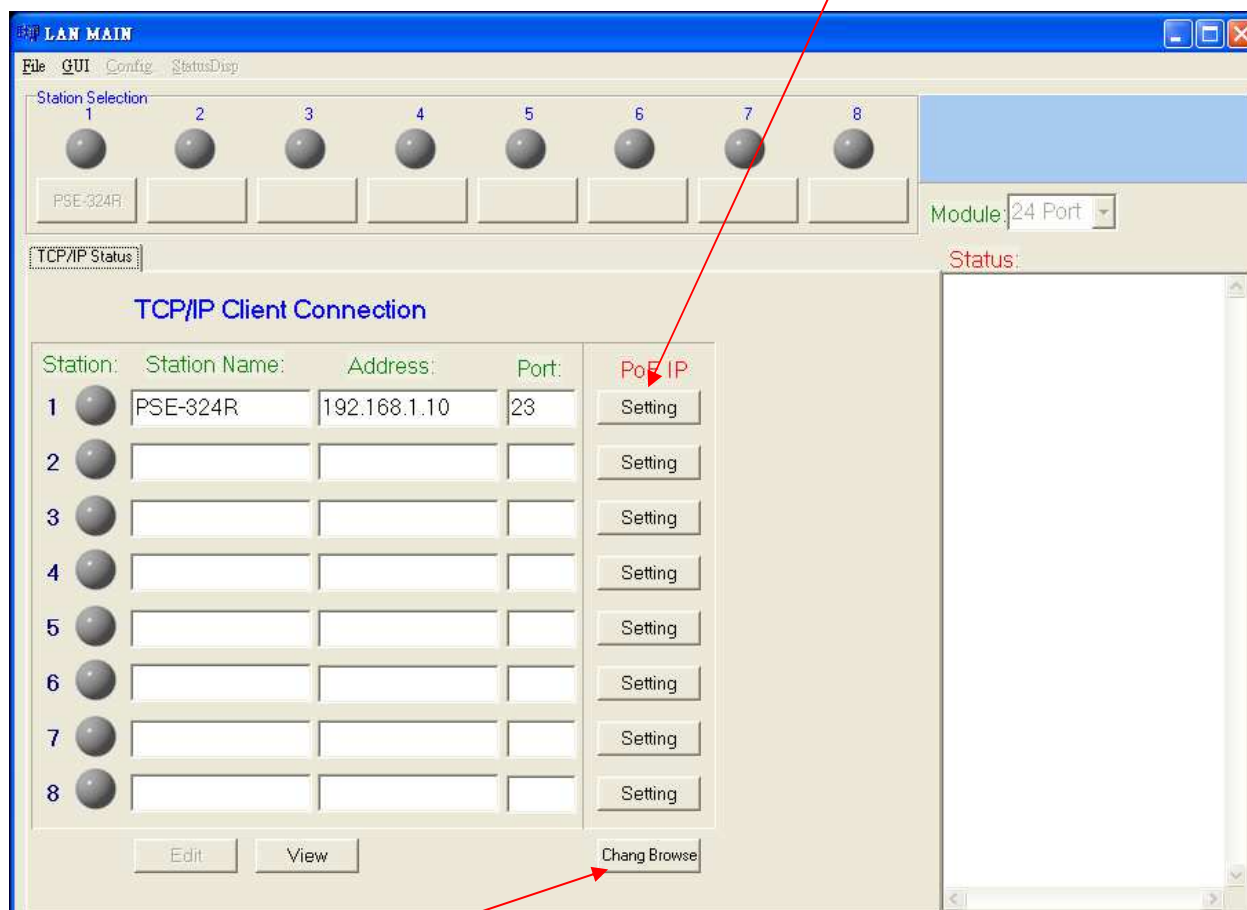 LAN MAIN
File GUI Config StatusDisp
Station Selection
1 2 3 4 5 6 7 8
PSE-324R
Module: 24 Port
TCP/IP Status
Status:
TCP/IP Client Connection
Station: Station Name: Address: Port: PoE IP
1 PSE-324R 192.168.1.10 23 Setting
2 Setting
3 Setting
4 Setting
5 Setting
6 Setting
7 Setting
8 Setting
Edit View Chang Browse